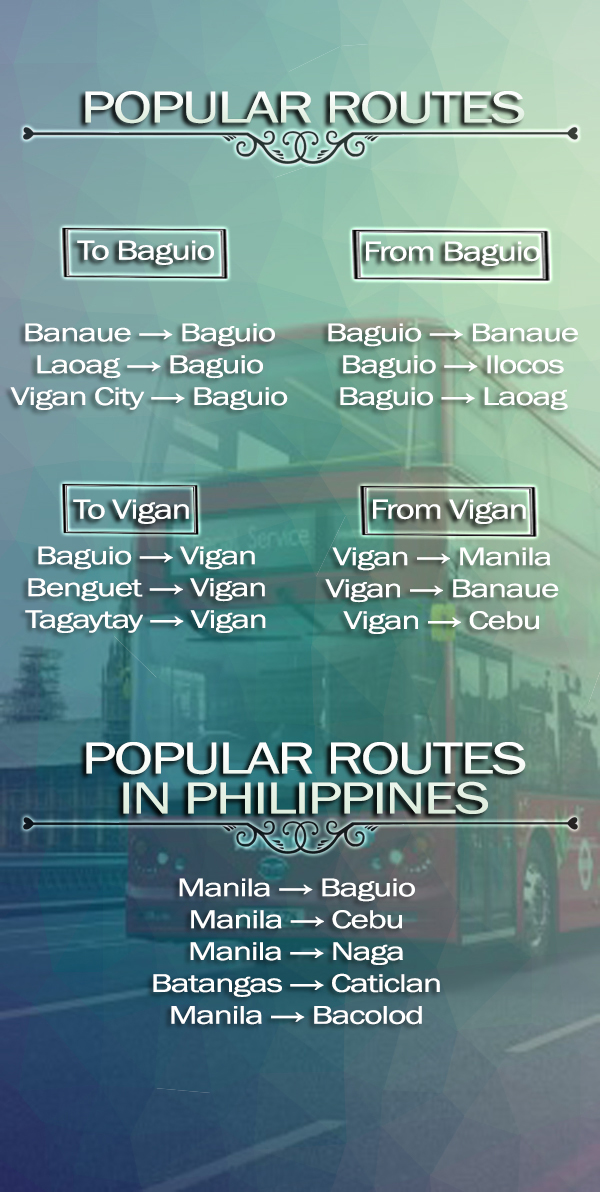 POPULAR ROUTES
To Baguio
Banaue → Baguio
Laoag → Baguio
Vigan City → Baguio
From Baguio
Baguio → Banaue
Baguio → Ilocos
Baguio → Laoag
To Vigan
Baguio → Vigan
Benguet → Vigan
Tagaytay → Vigan
From Vigan
Vigan → Manila
Vigan → Banaue
Vigan → Cebu
Service
POPULAR ROUTES
IN PHILIPPINES
Manila → Baguio
Manila → Cebu
Manila → Naga
Batangas → Caticlan
Manila → Bacolod